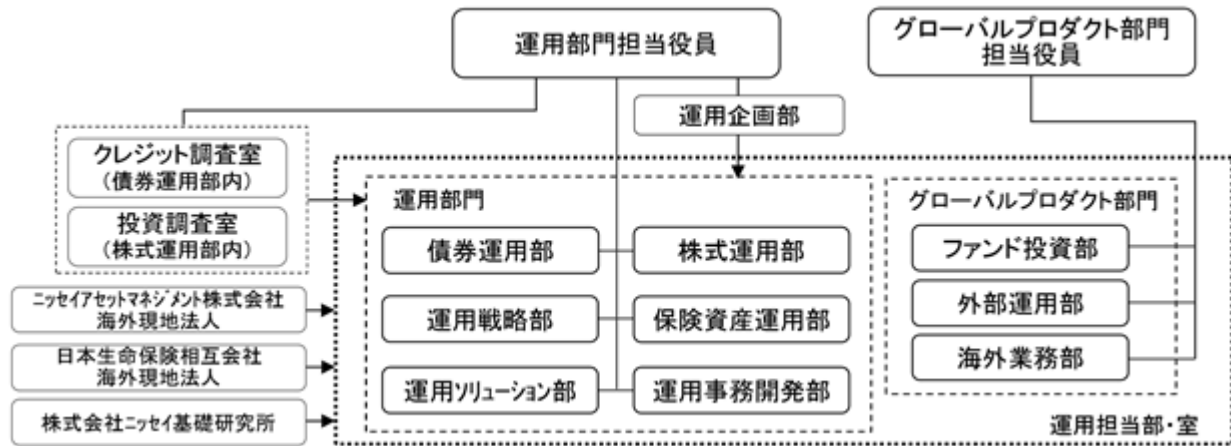 運用部門担当役員
グローバルプロダクト部門
担当役員
運用企画部
クレジット調査室
(債券運用部内)
投資調査室
(株式運用部内)
ニッセイアセットマネジメント株式会社
海外現地法人
日本生命保険相互会社
海外現地法人
株式会社ニッセイ基礎研究所
運用部門
債券運用部
株式運用部
運用戦略部
保険資産運用部
運用ソリューション部
運用事務開発部
グローバルプロダクト部門
ファンド投資部
外部運用部
海外業務部
運用担当部・室